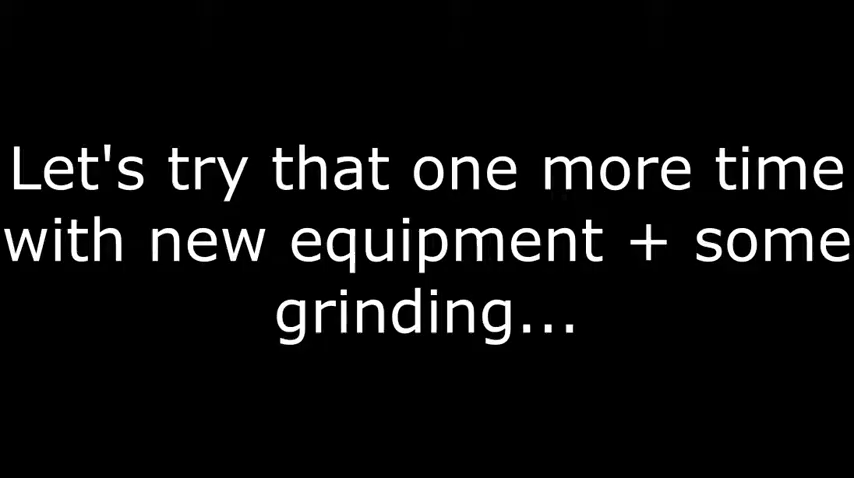 Let's try that one more time
with new equipment + some
grinding...